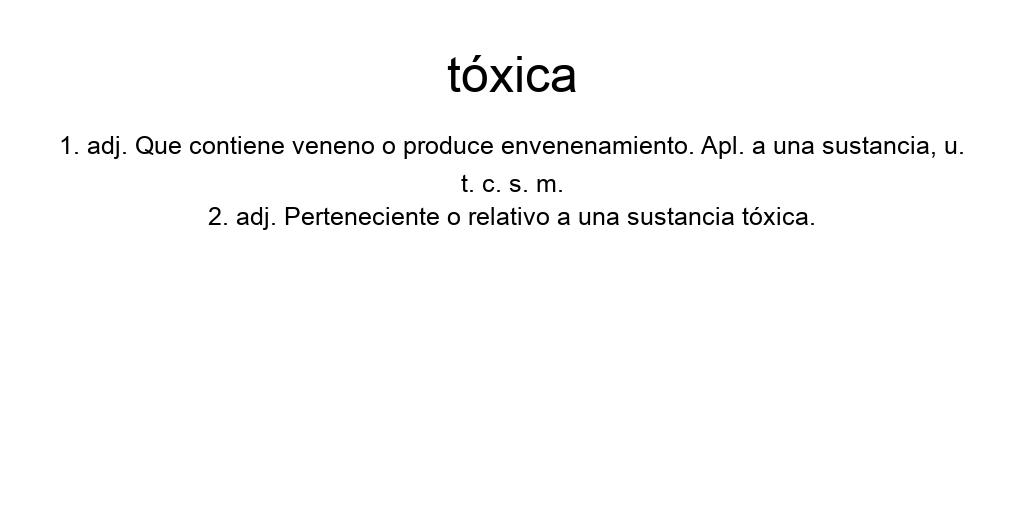 tóxica
1. adj. Que contiene veneno o produce envenenamiento. Apl. a una sustancia, u.
t. c. s. m.
2. adj. Perteneciente o relativo a una sustancia tóxica.